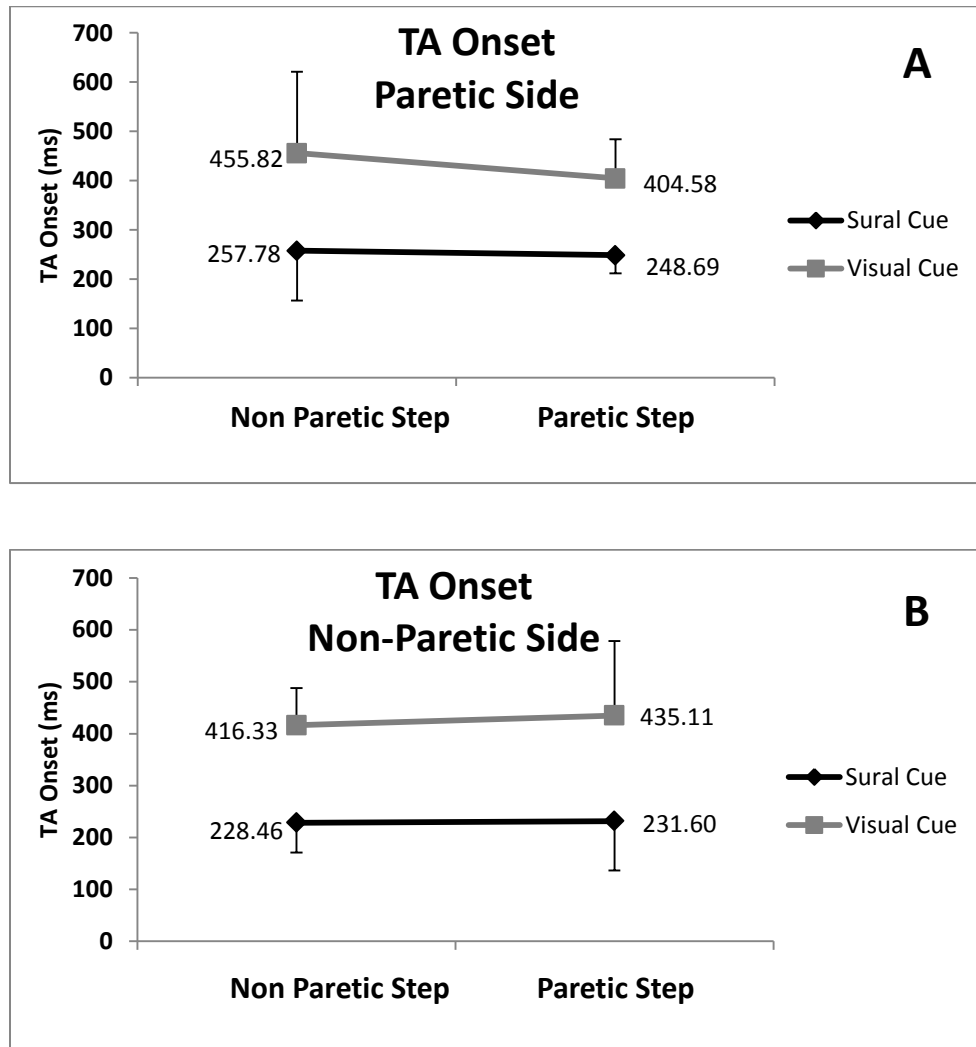 TA Onset
Paretic Side
A
TA Onset (ms)
700
600
500
400
300
200
100
0
455.82
404.58
257.78
248.69
Non Paretic Step
Paretic Step
Sural Cue
Visual Cue
TA Onset
Non-Paretic Side
B
TA Onset (ms)
700
600
500
400
300
200
100
0
416.33
435.11
228.46
231.60
Non Paretic Step
Paretic Step
Sural Cue
Visual Cue